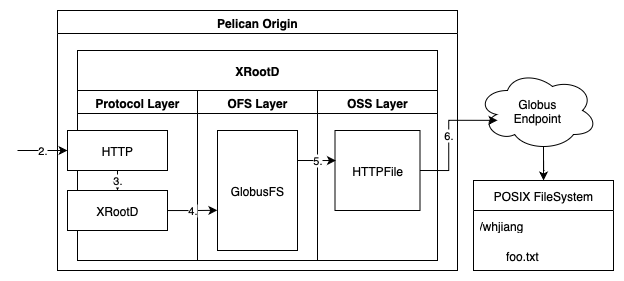 Pelican Origin
XRootD
Protocol Layer
OFS Layer
OSS Layer
2.
HTTP
3.
XRootD
4.
GlobusFS
5.
HTTPFile
6.
Globus
Endpoint
POSIX FileSystem
/whjiang
foo.txt